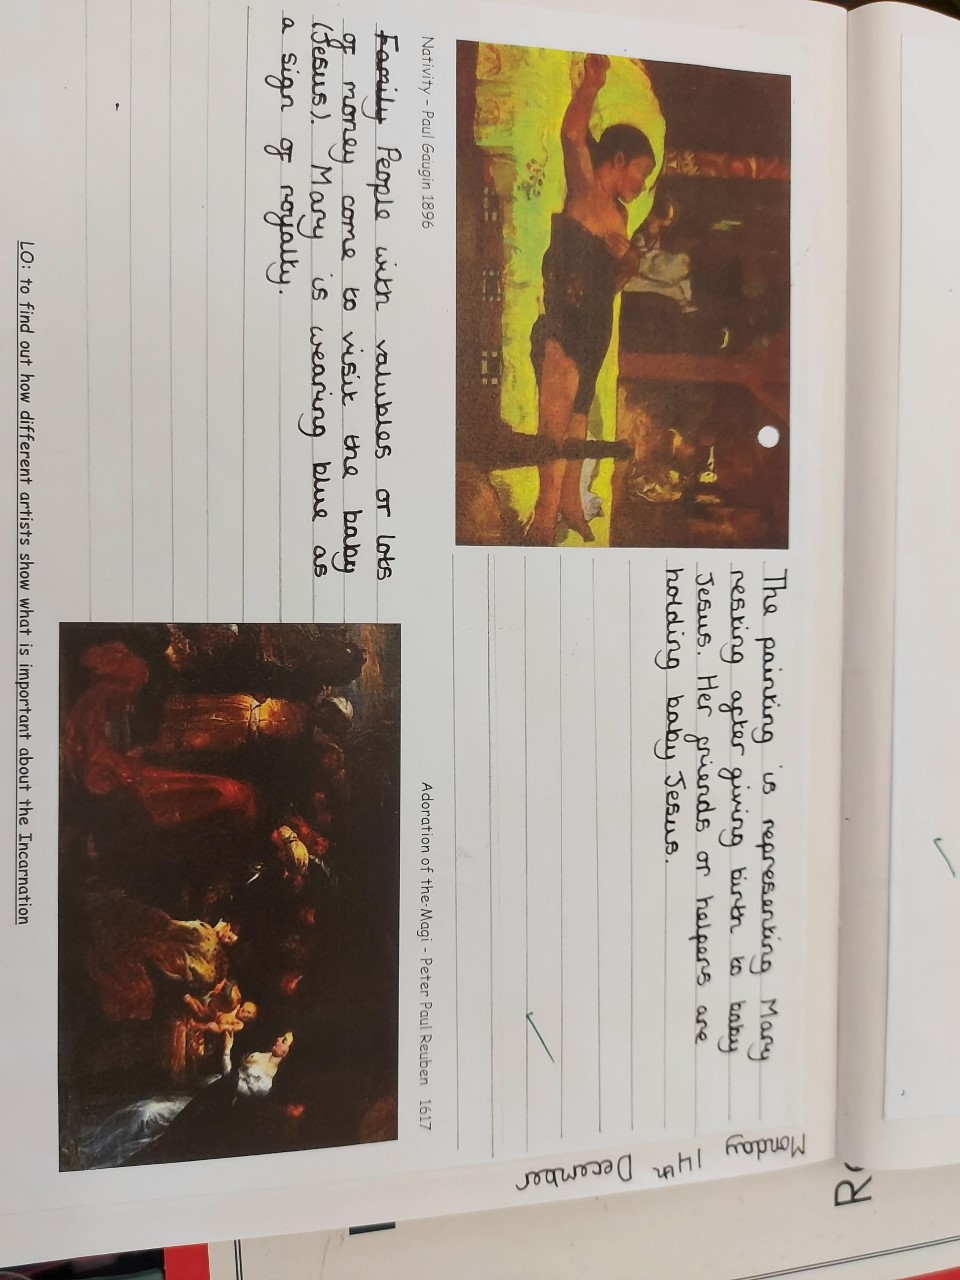 Monday 14th December
The painting is representing Mary
resting after giving birth to baby
Jesus. Her friends or helpers are
holding baby Jesus.
Nativity - Paul Gaugin 1896
Adoration of the Magi - Peter Paul Reuben 1617
Family People with valubles or lots
of money come to visit the baby
(Jesus). Mary is wearing blue as
a sign of royalty.
LO: to find out how different artists show what is important about the Incarnation